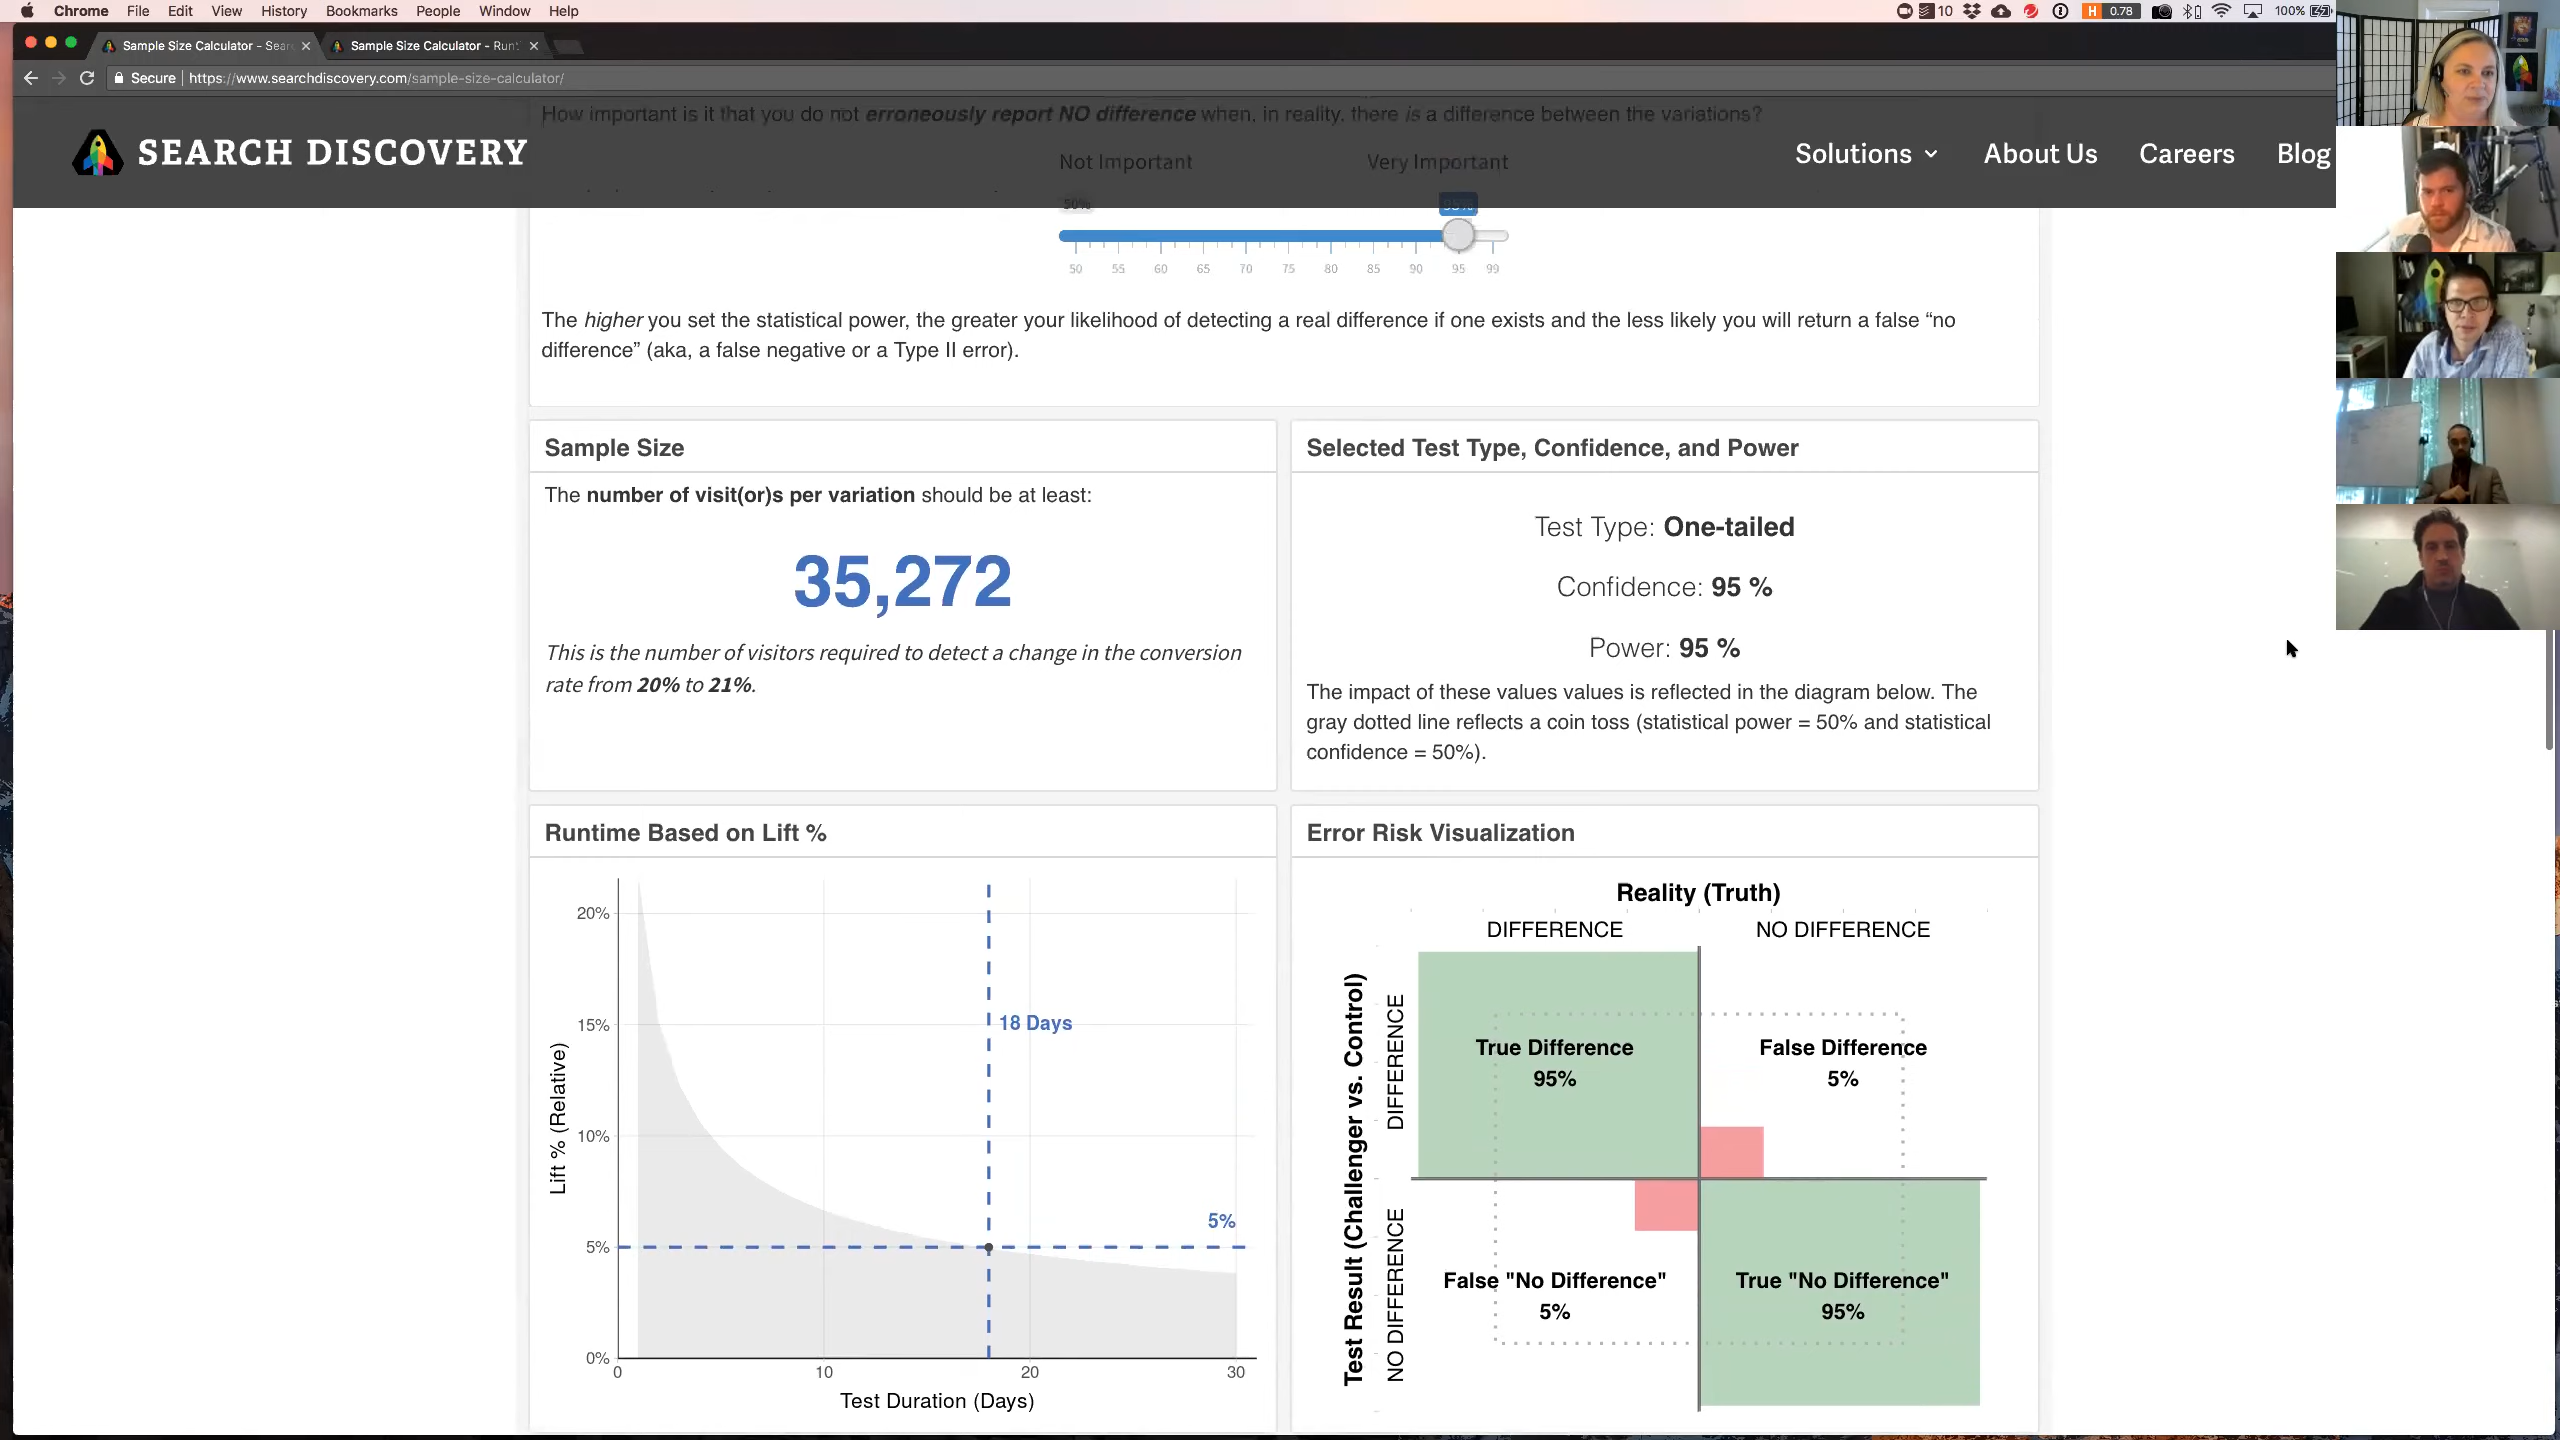 Chrome File Edit View History Bookmarks People Window Help 10 H 0.78 100%
Sample Size Calculator - Sear
Sample Size Calculator - Run
Secure | https://www.searchdiscovery.com/sample-size-calculator/
How important is it that you do not erroneously report NO difference when, in reality, there is a difference between the variations?
SEARCH DISCOVERY
Solutions About Us Careers Blog
Not Important Very Important
50% 95%
50 55 60 65 70 75 80 85 90 95 99
The higher you set the statistical power, the greater your likelihood of detecting a real difference if one exists and the less likely you will return a false “no
difference” (aka, a false negative or a Type II error).
Sample Size
The number of visit(or)s per variation should be at least:
35,272
This is the number of visitors required to detect a change in the conversion
rate from 20% to 21%.
Selected Test Type, Confidence, and Power
Test Type: One-tailed
Confidence: 95 %
Power: 95 %
The impact of these values values is reflected in the diagram below. The
gray dotted line reflects a coin toss (statistical power = 50% and statistical
confidence = 50%).
Runtime Based on Lift %
Lift % (Relative)
20%
15%
10%
5%
0%
18 Days
5%
0 10 20 30
Test Duration (Days)
Error Risk Visualization
Reality (Truth)
DIFFERENCE NO DIFFERENCE
Test Result (Challenger vs. Control)
DIFFERENCE
NO DIFFERENCE
True Difference
95%
False Difference
5%
False "No Difference"
5%
True "No Difference"
95%